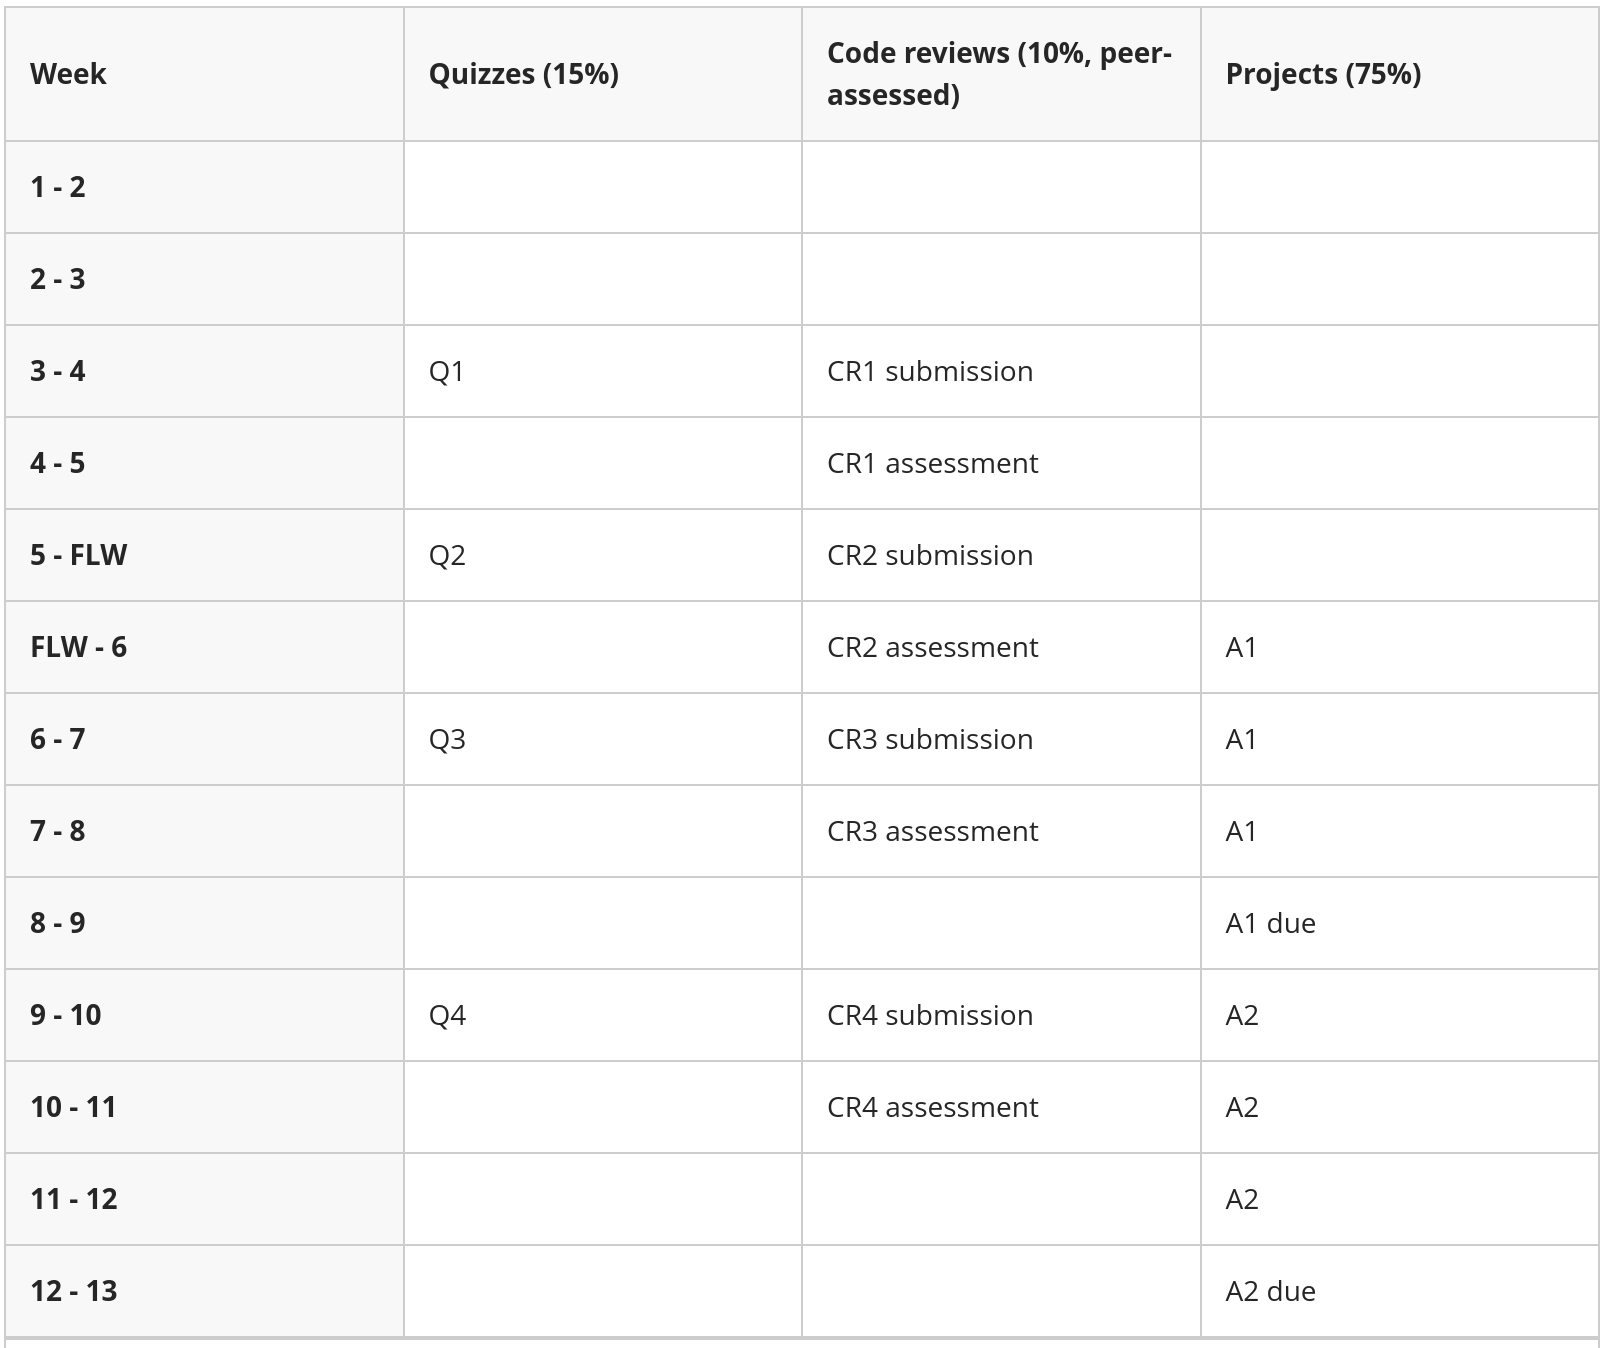 Week Quizzes (15%) Code reviews (10%, peer-assessed) Projects (75%)
1 - 2
2 - 3
3 - 4 Q1 CR1 submission
4 - 5 CR1 assessment
5 - FLW Q2 CR2 submission
FLW - 6 CR2 assessment A1
6 - 7 Q3 CR3 submission A1
7 - 8 CR3 assessment A1
8 - 9 A1 due
9 - 10 Q4 CR4 submission A2
10 - 11 CR4 assessment A2
11 - 12 A2
12 - 13 A2 due